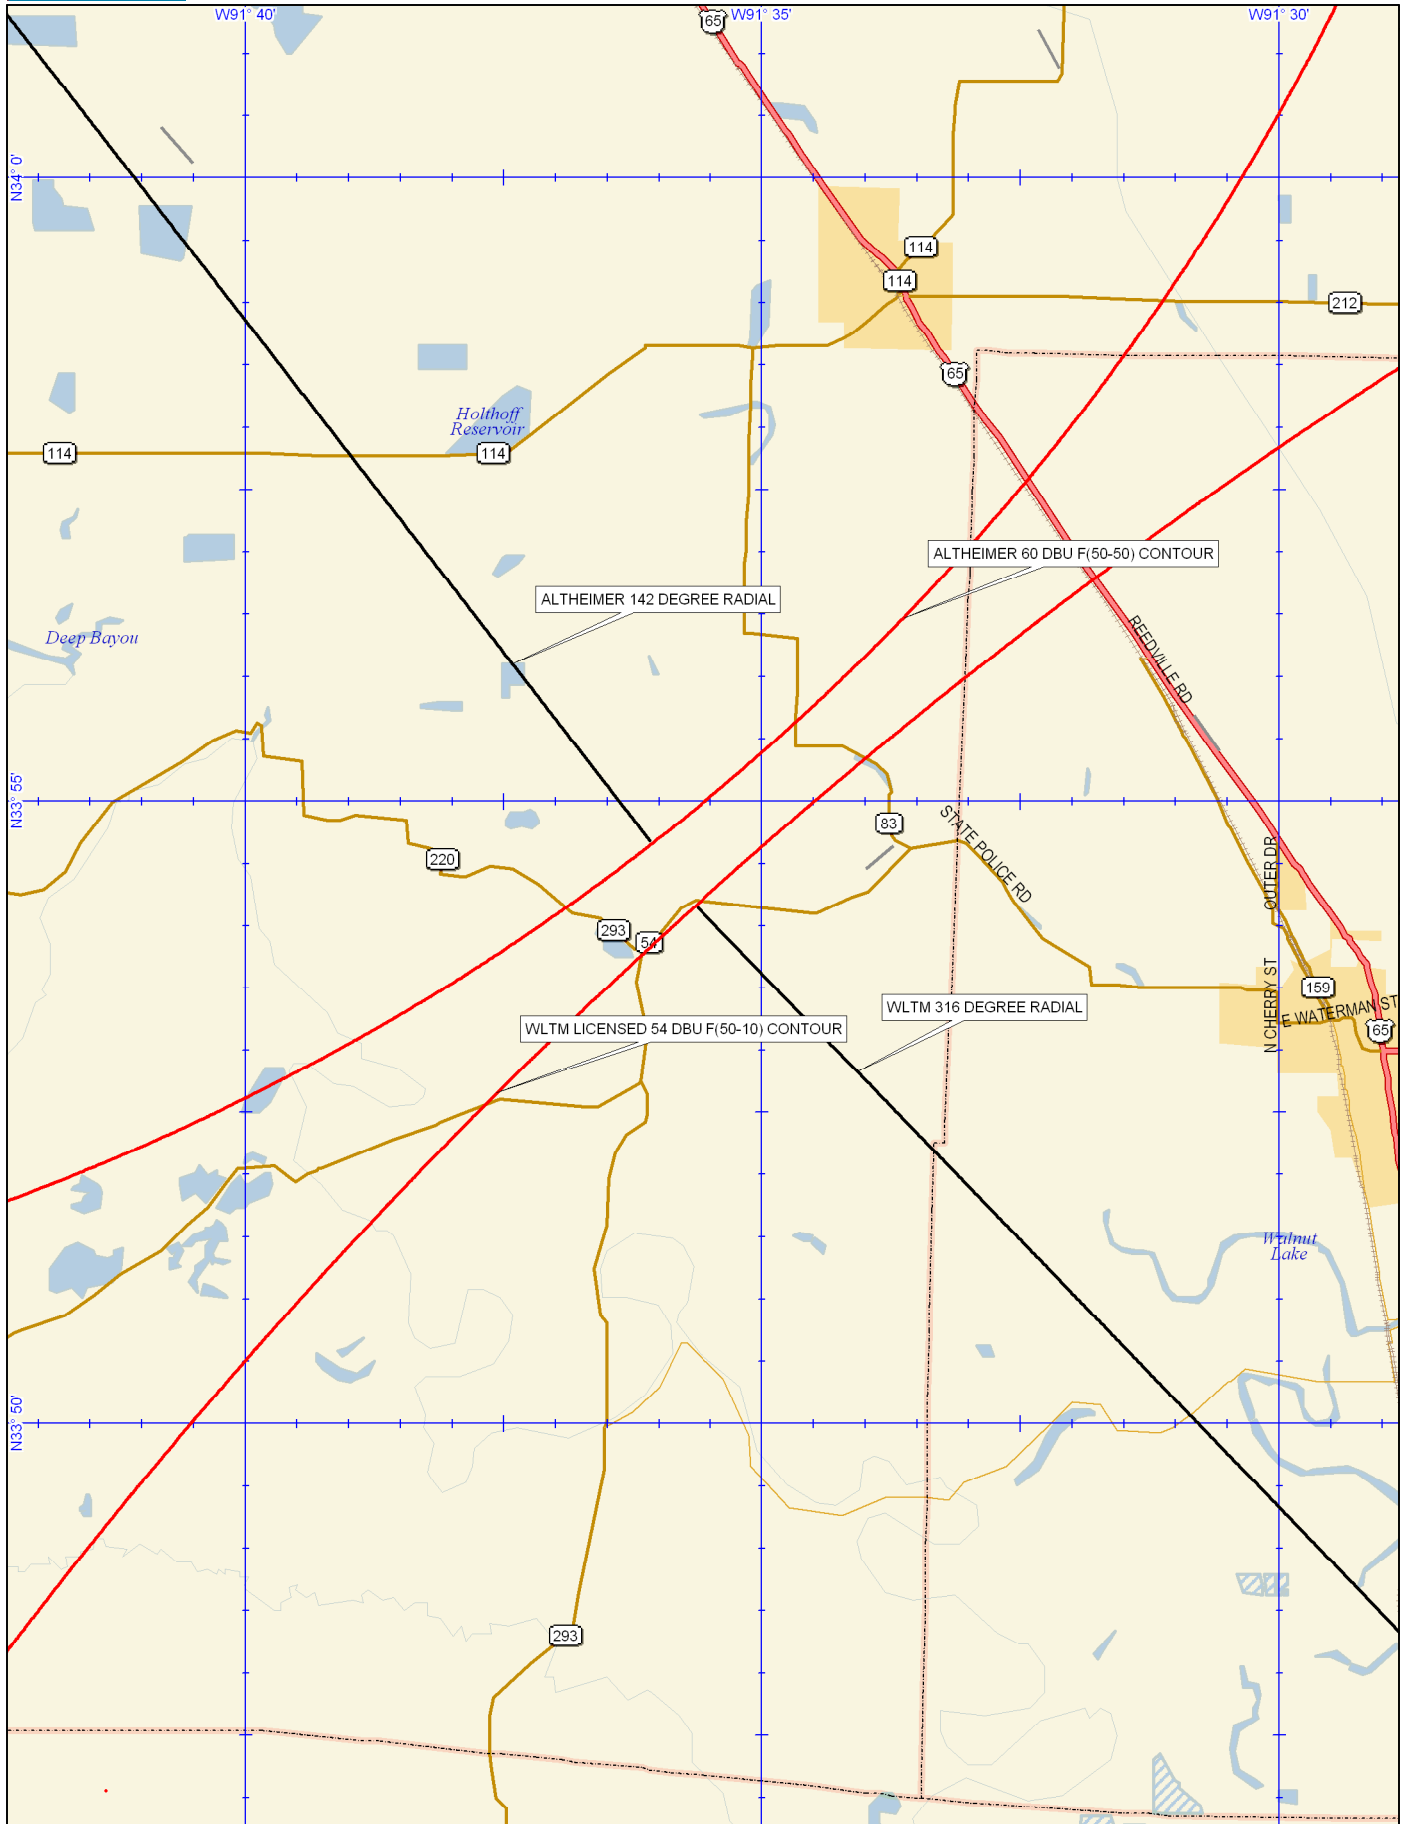 W91° 40'
65
W91° 35'
W91° 30'
N34° 0'
114
114
212
65
Holthoff
Reservoir
114
114
ALTHEIMER 60 DBU F(50-50) CONTOUR
ALTHEIMER 142 DEGREE RADIAL
Deep Bayou
REEDVILLE RD
N33° 55'
83
STATE POLICE RD
220
OUTER DR
293
54
159
N CHERRY ST
WLTM 316 DEGREE RADIAL
E WATERMAN ST
WLTM LICENSED 54 DBU F(50-10) CONTOUR
65
Walnut
Lake
N33° 50'
293